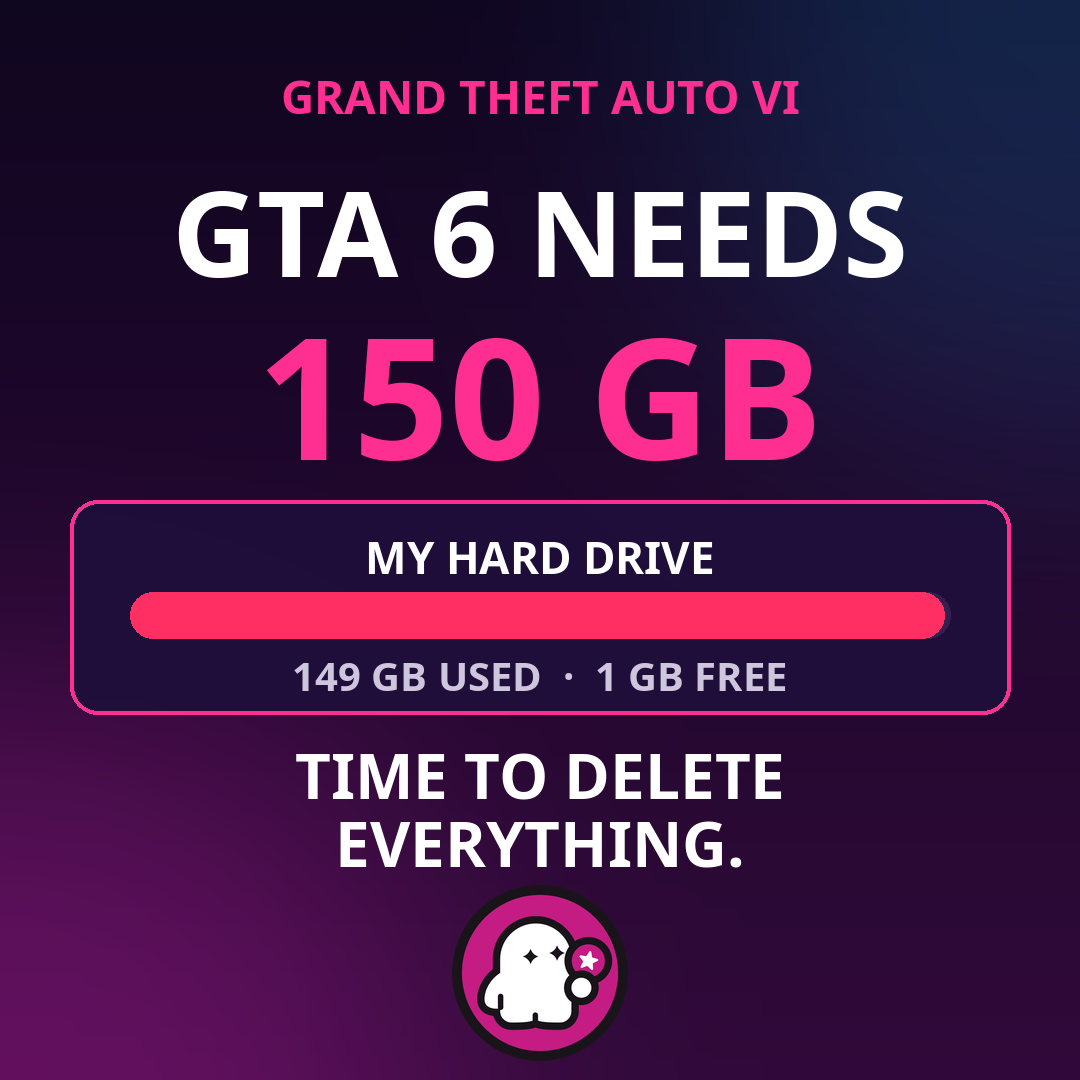 GRAND THEFT AUTO VI
GTA 6 NEEDS
150 GB
MY HARD DRIVE
149 GB USED · 1 GB FREE
TIME TO DELETE
EVERYTHING.